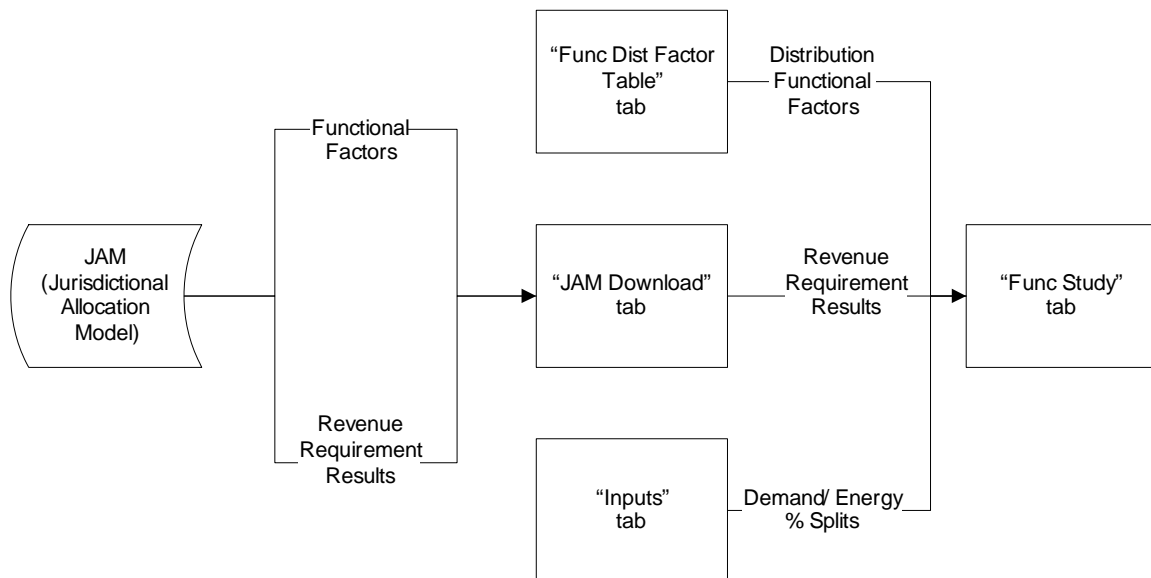 “Func Dist Factor
Table”
tab
Distribution
Functional
Factors
Functional
Factors
JAM
(Jurisdictional
Allocation
Model)
“JAM Download”
tab
Revenue
Requirement
Results
“Func Study”
tab
Revenue
Requirement
Results
“Inputs”
tab
Demand/ Energy
% Splits